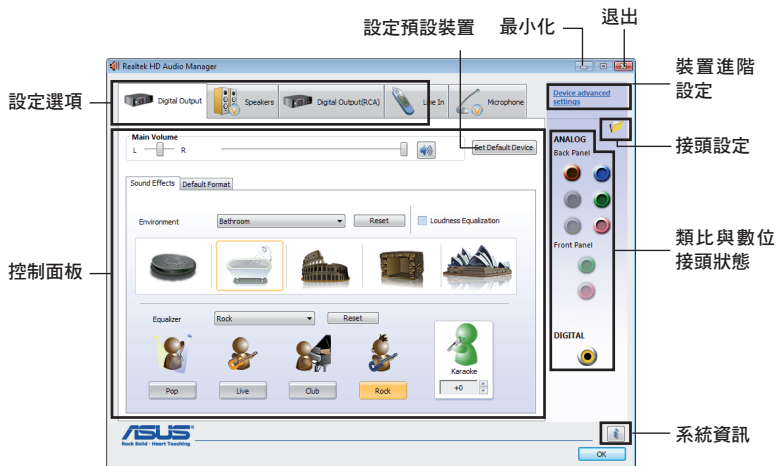 設定預設裝置
最小化
退出
設定選項
控制面板
裝置進階
設定
接頭設定
類比與數位
接頭狀態
系統資訊
Realtek HD Audio Manager
Digital Output
Speakers
Digital Output(RCA)
Line In
Microphone
Device advanced
settings
Main Volume
L
R
Set Default Device
Sound Effects
Default Format
Environment
Bathroom
Reset
Loudness Equalization
Equalizer
Rock
Reset
Pop
Live
Club
Rock
Karaoke
+0
ANALOG
Back Panel
Front Panel
DIGITAL
ASUS
Rock Solid · Heart Touching
OK